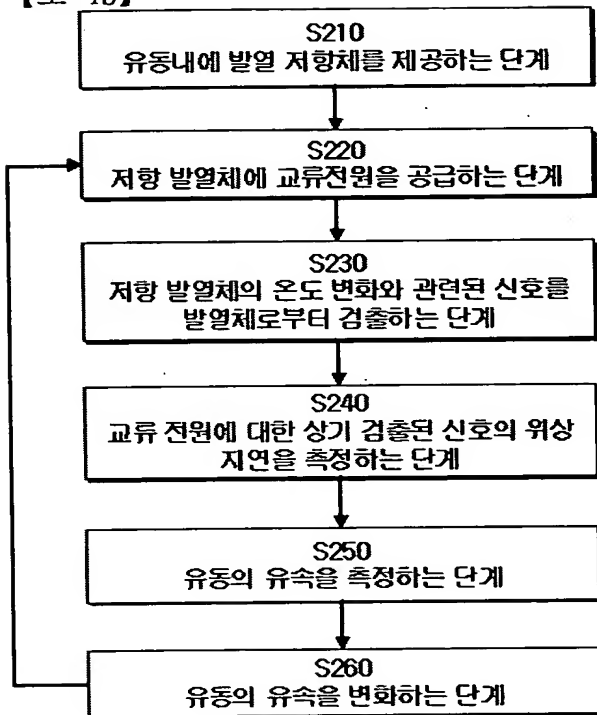 S210
유동내에 발열 저항체를 제공하는 단계
S220
저항 발열체에 교류전원을 공급하는 단계
S230
저항 발열체의 온도 변화와 관련된 신호를
발열체로부터 검출하는 단계
S240
교류 전원에 대한 상기 검출된 신호의 위상
지연을 측정하는 단계
S250
유동의 유속을 측정하는 단계
S260
유동의 유속을 변화하는 단계